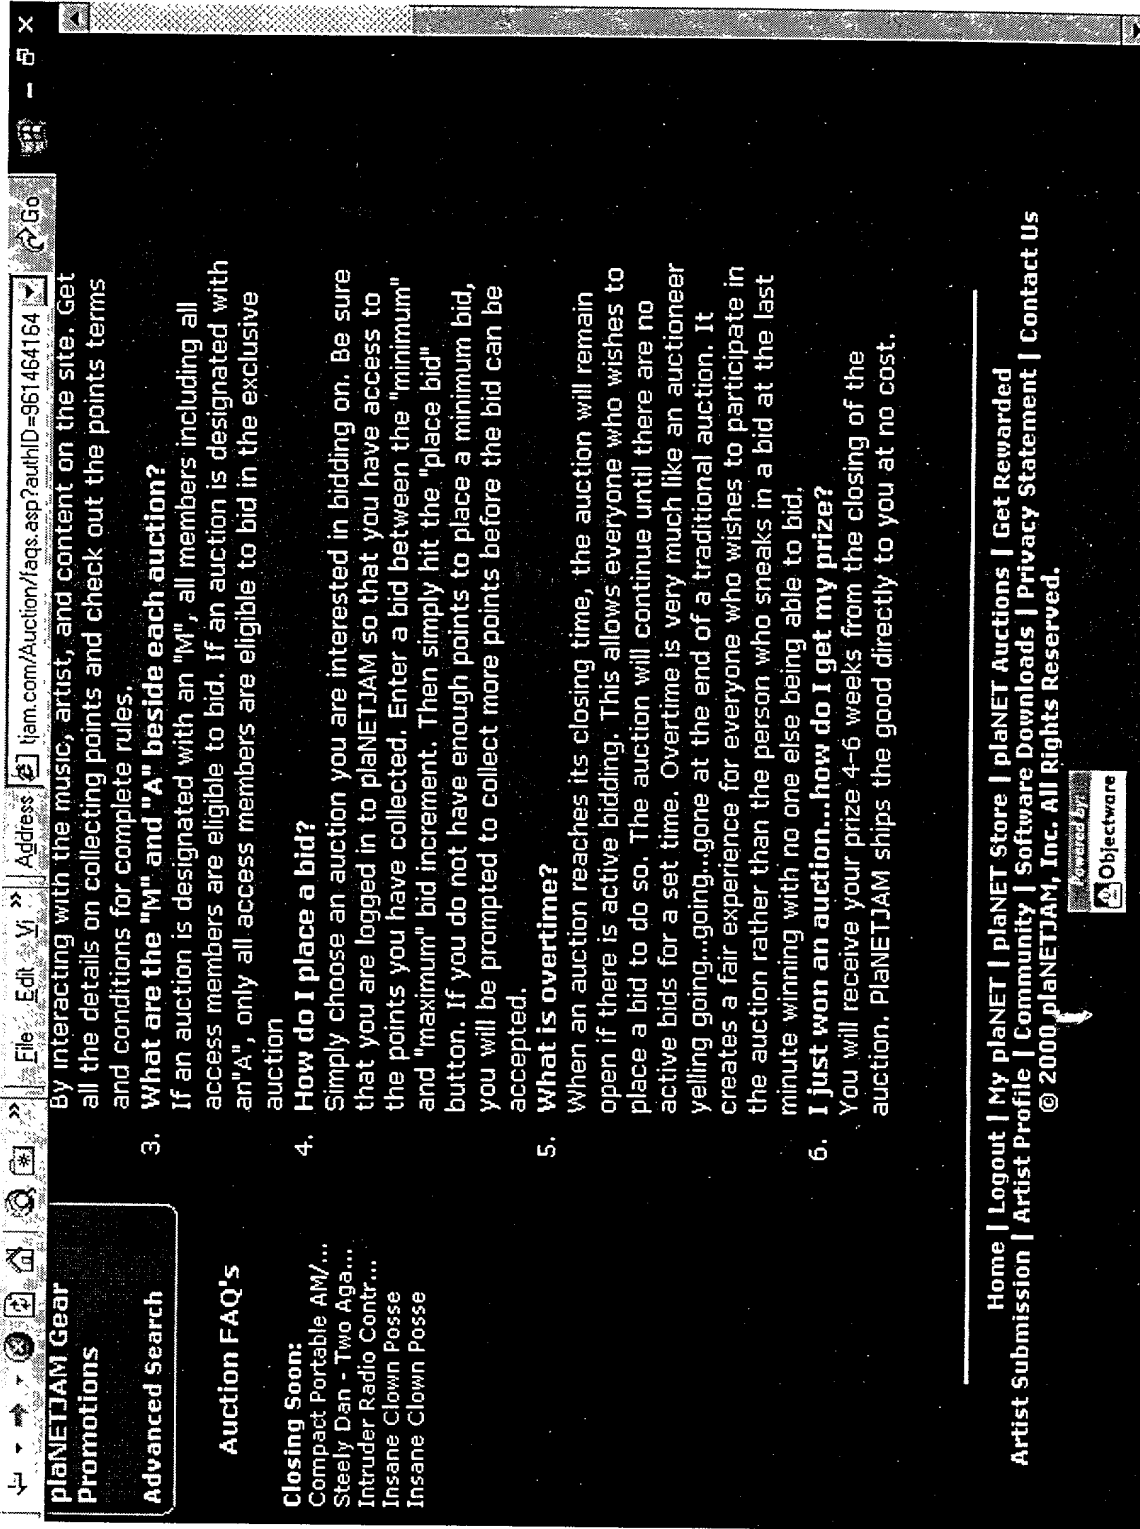 File Edit Vi » Address tjam.com/Auction/faqs.asp?authID=961464164 Go
plaNETJAM Gear
Promotions
Advanced Search
Auction FAQ's
Closing Soon:
Compact Portable AM/...
Steely Dan - Two Aga...
Intruder Radio Contr...
Insane Clown Posse
Insane Clown Posse
By interacting with the music, artist, and content on the site. Get
all the details on collecting points and check out the points terms
and conditions for complete rules.
3. What are the "M" and "A" beside each auction?
If an auction is designated with an "M", all members including all
access members are eligible to bid. If an auction is designated with
an"A", only all access members are eligible to bid in the exclusive
auction
4. How do I place a bid?
Simply choose an auction you are interested in bidding on. Be sure
that you are logged in to plaNETJAM so that you have access to
the points you have collected. Enter a bid between the "minimum"
and "maximum" bid increment. Then simply hit the "place bid"
button. If you do not have enough points to place a minimum bid,
you will be prompted to collect more points before the bid can be
accepted.
5. What is overtime?
When an auction reaches its closing time, the auction will remain
open if there is active bidding. This allows everyone who wishes to
place a bid to do so. The auction will continue until there are no
active bids for a set time. Overtime is very much like an auctioneer
yelling going...going...gone at the end of a traditional auction. It
creates a fair experience for everyone who wishes to participate in
the auction rather than the person who sneaks in a bid at the last
minute winning with no one else being able to bid.
6. I just won an auction...how do I get my prize?
You will receive your prize 4-6 weeks from the closing of the
auction. PlaNETJAM ships the good directly to you at no cost.
Home | Logout | My plaNET | plaNET Store | plaNET Auctions | Get Rewarded
Artist Submission | Artist Profile | Community | Software Downloads | Privacy Statement | Contact Us
© 2000 plaNETJAM, Inc. All Rights Reserved.
Powered by:
Objectware